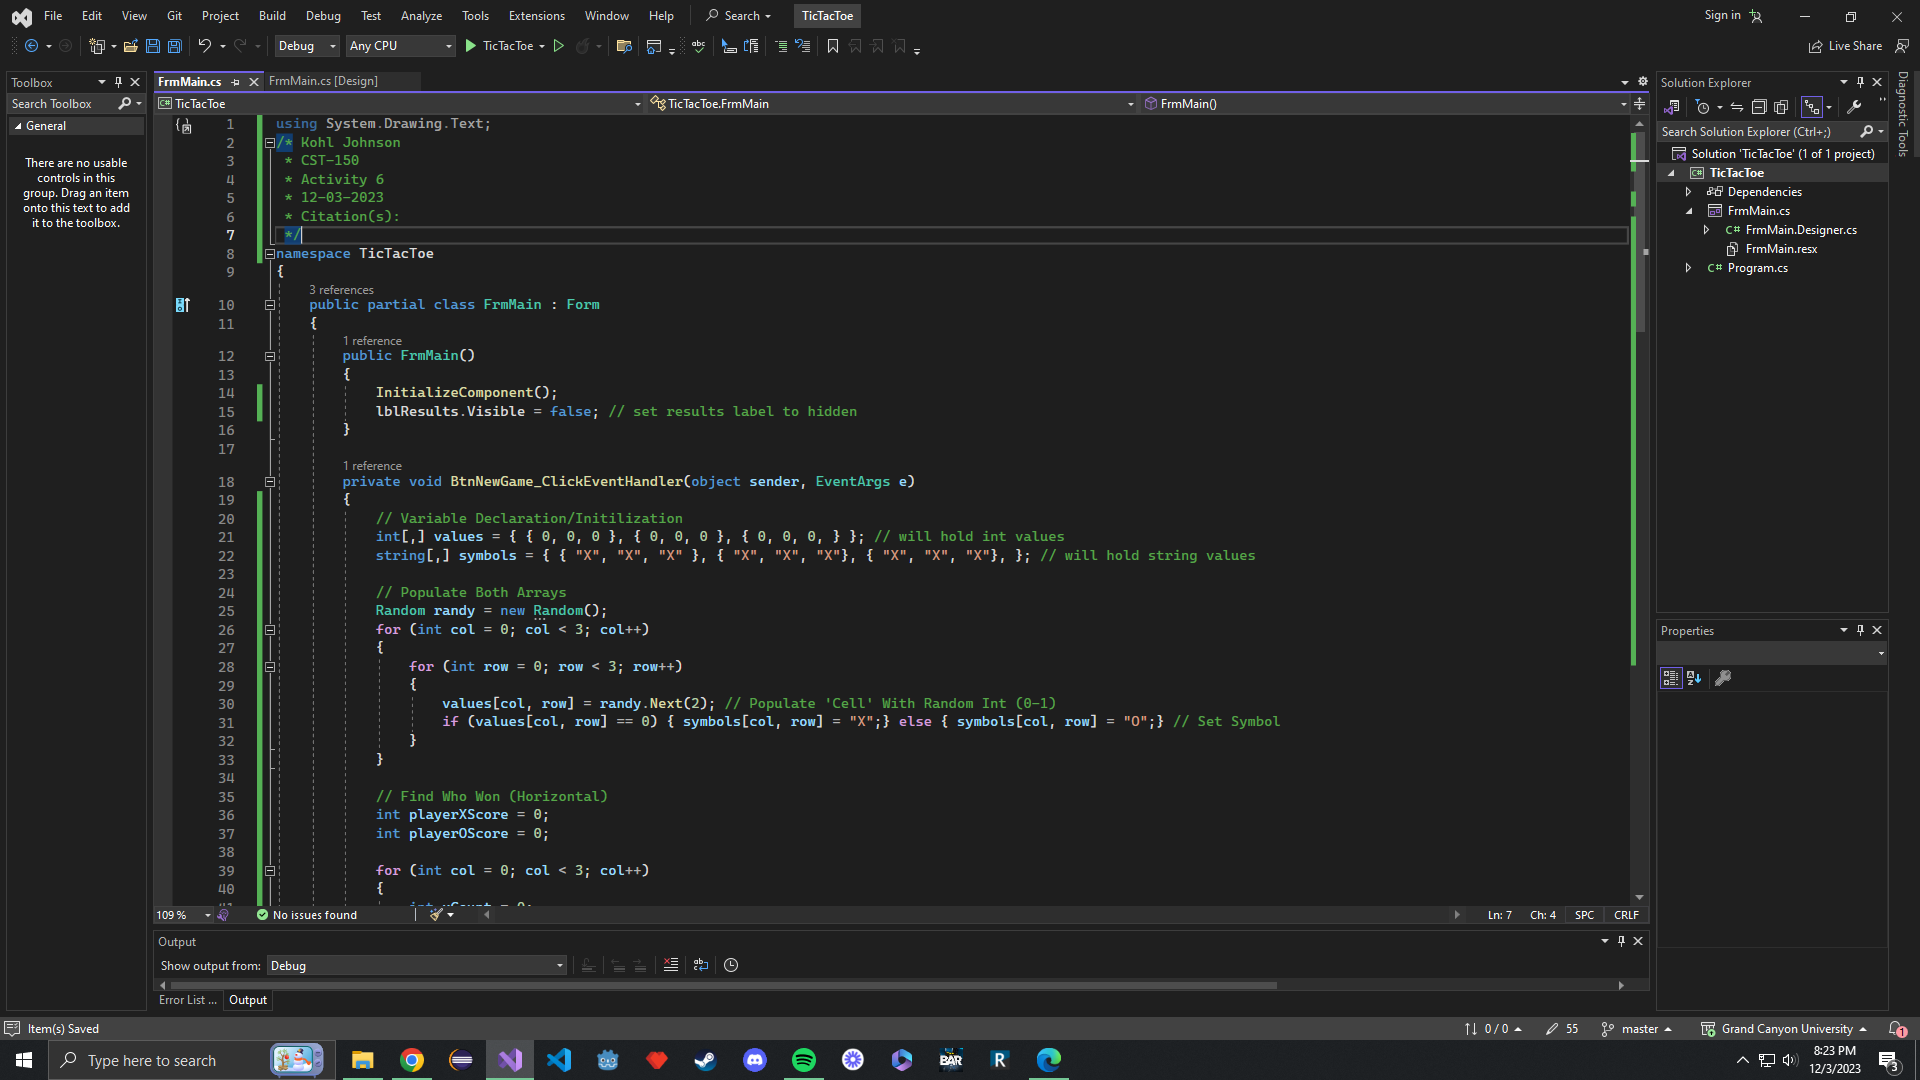 File Edit View Git Project Build Debug Test Analyze Tools Extensions Window Help Search TicTacToe Sign in
Debug Any CPU TicTacToe Live Share
Toolbox
Search Toolbox
General
There are no usable
controls in this
group. Drag an item
onto this text to add
it to the toolbox.
FrmMain.cs FrmMain.cs [Design]
TicTacToe TicTacToe.FrmMain FrmMain()
1 using System.Drawing.Text;
2 /* Kohl Johnson
3 * CST-150
4 * Activity 6
5 * 12-03-2023
6 * Citation(s):
7 */
8 namespace TicTacToe
9 {
3 references
10 public partial class FrmMain : Form
11 {
1 reference
12 public FrmMain()
13 {
14 InitializeComponent();
15 lblResults.Visible = false; // set results label to hidden
16 }
17
1 reference
18 private void BtnNewGame_ClickEventHandler(object sender, EventArgs e)
19 {
20 // Variable Declaration/Initilization
21 int[,] values = { { 0, 0, 0 }, { 0, 0, 0 }, { 0, 0, 0, } }; // will hold int values
22 string[,] symbols = { { "X", "X", "X" }, { "X", "X", "X"}, { "X", "X", "X"}, }; // will hold string values
23
24 // Populate Both Arrays
25 Random randy = new Random();
26 for (int col = 0; col < 3; col++)
27 {
28 for (int row = 0; row < 3; row++)
29 {
30 values[col, row] = randy.Next(2); // Populate 'Cell' With Random Int (0-1)
31 if (values[col, row] == 0) { symbols[col, row] = "X";} else { symbols[col, row] = "O";} // Set Symbol
32 }
33 }
34
35 // Find Who Won (Horizontal)
36 int playerXScore = 0;
37 int playerOScore = 0;
38
39 for (int col = 0; col < 3; col++)
40 {
109 % No issues found Ln: 7 Ch: 4 SPC CRLF
Output
Show output from: Debug
Error List ... Output
Solution Explorer
Search Solution Explorer (Ctrl+;)
Solution 'TicTacToe' (1 of 1 project)
TicTacToe
Dependencies
FrmMain.cs
FrmMain.Designer.cs
FrmMain.resx
Program.cs
Properties
Diagnostic Tools
Item(s) Saved 0 / 0 55 master Grand Canyon University 1
Type here to search BAR R 8:23 PM
12/3/2023 3